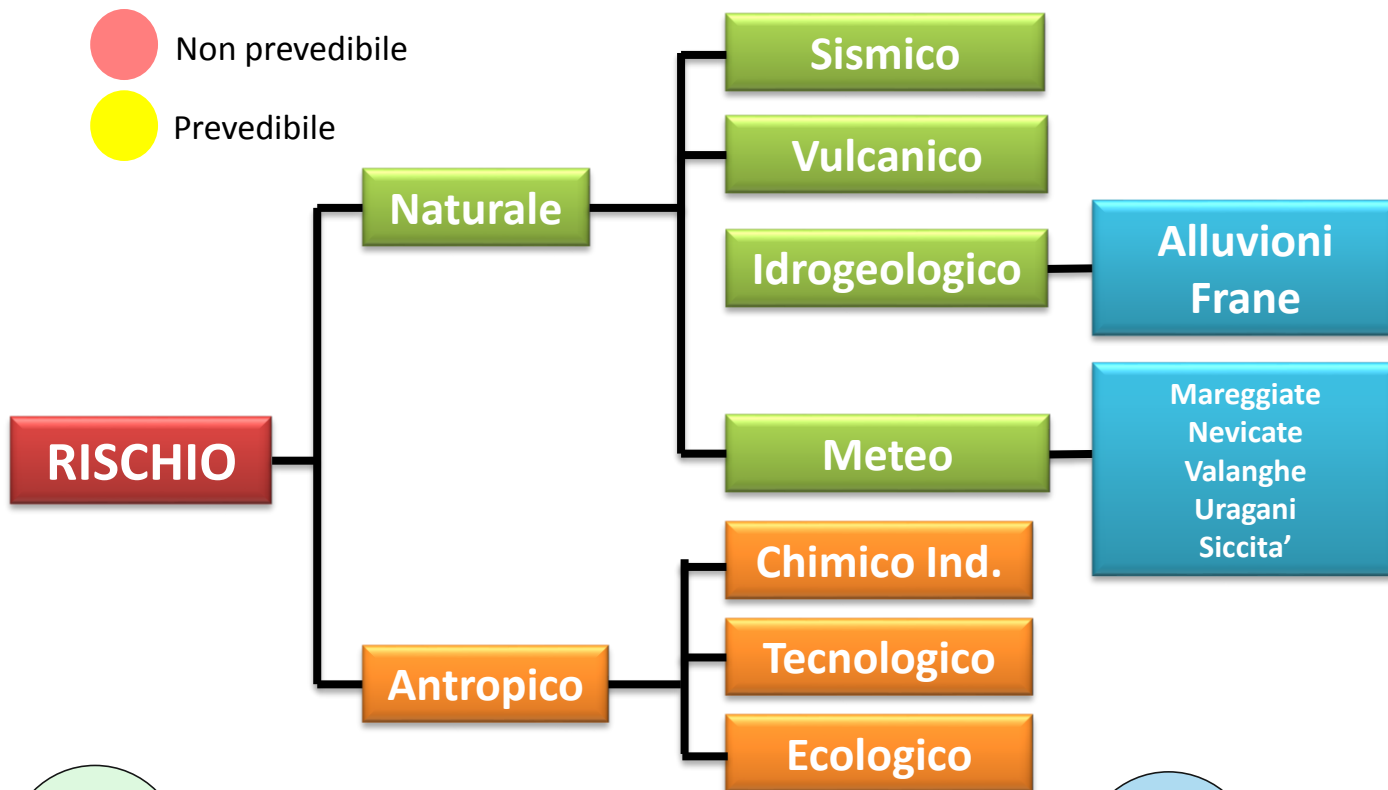 Non prevedibile
Prevedibile
RISCHIO
Naturale
Sismico
Vulcanico
Idrogeologico
Alluvioni
Frane
Meteo
Mareggiate
Nevicate
Valanghe
Uragani
Siccita’
Antropico
Chimico Ind.
Tecnologico
Ecologico